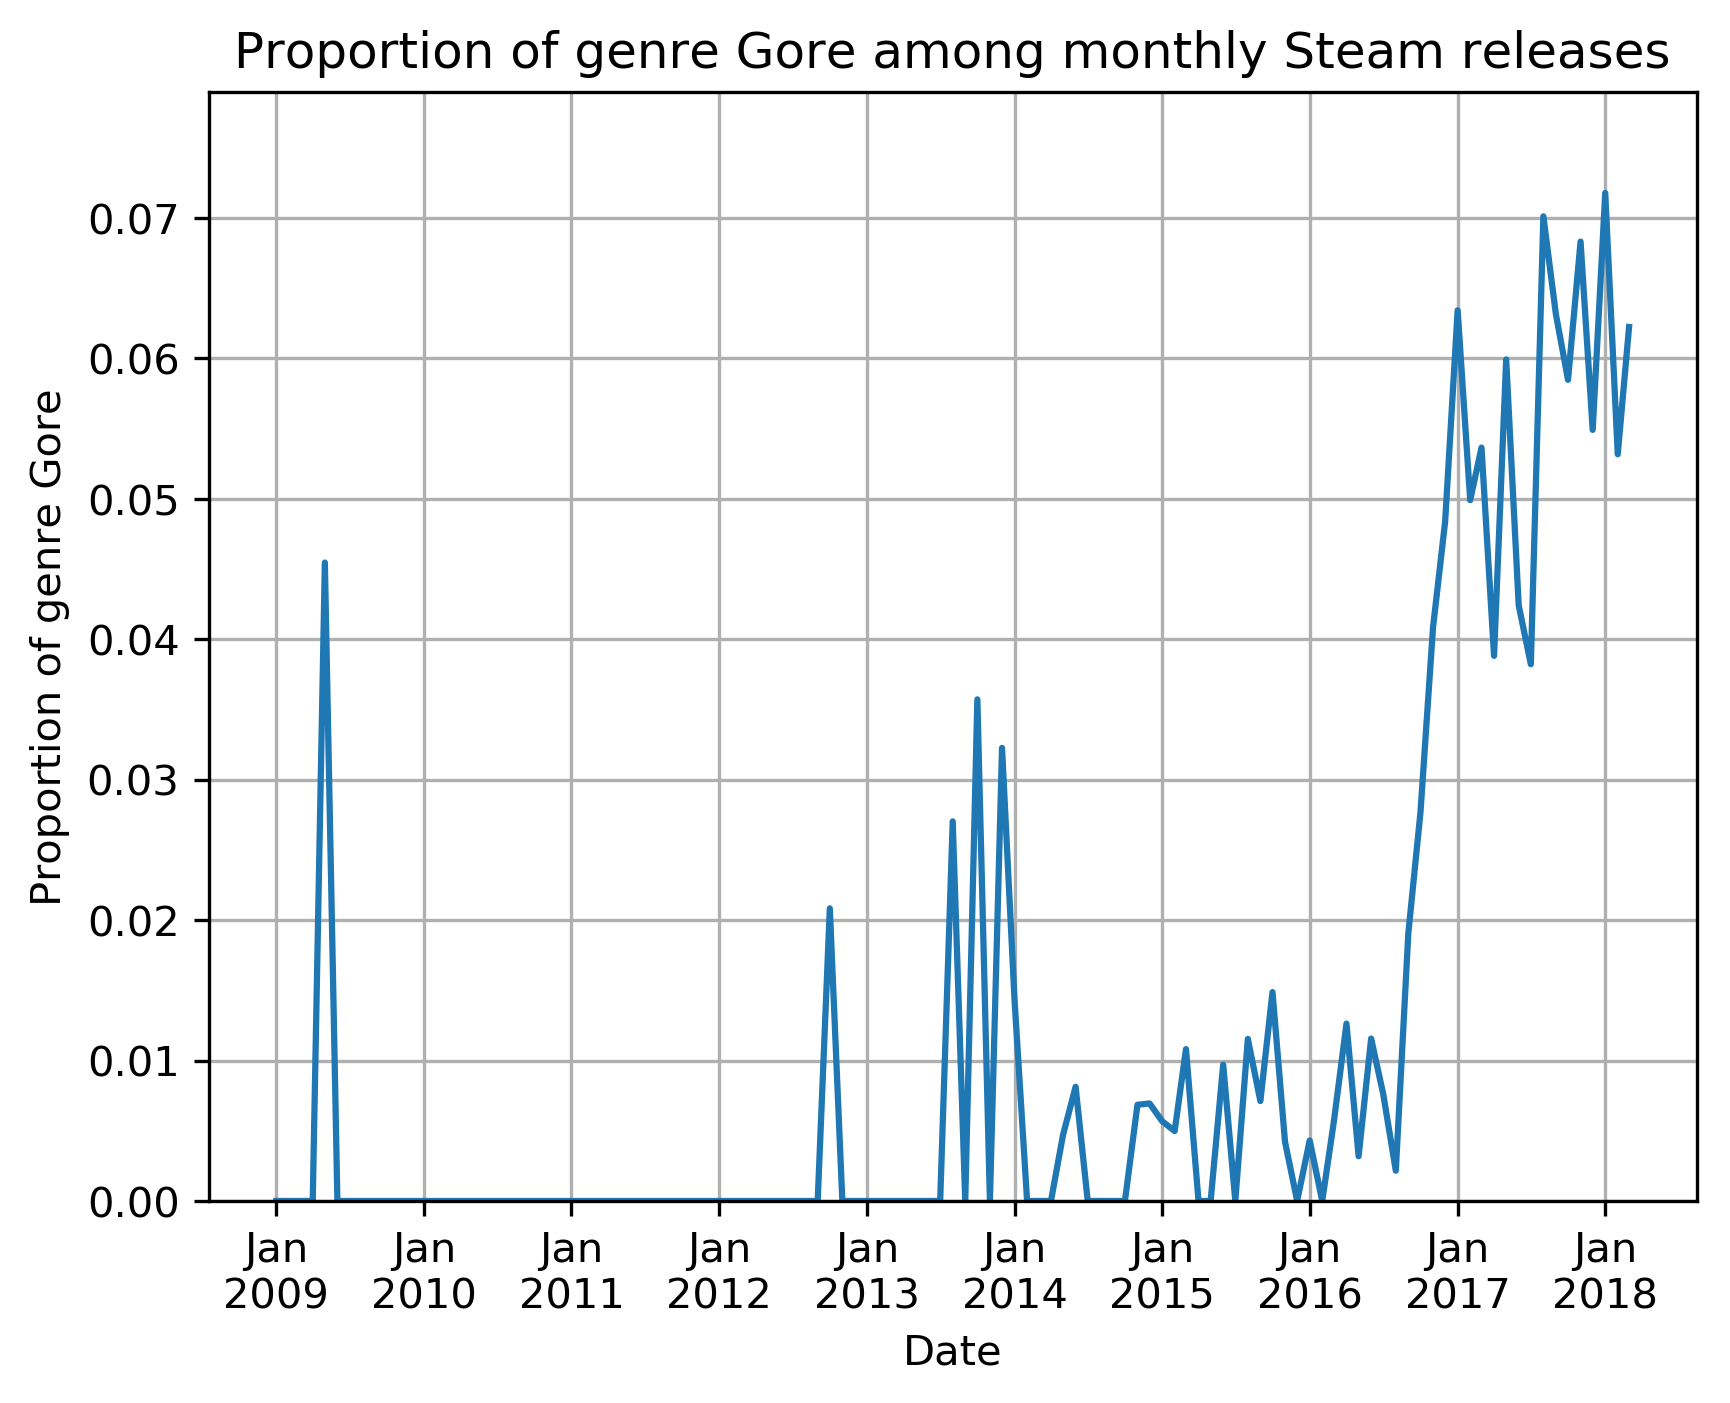 Proportion of genre Gore among monthly Steam releases
Proportion of genre Gore
0.07
0.06
0.05
0.04
0.03
0.02
0.01
0.00
Jan Jan Jan Jan Jan Jan Jan Jan Jan Jan
2009 2010 2011 2012 2013 2014 2015 2016 2017 2018
Date